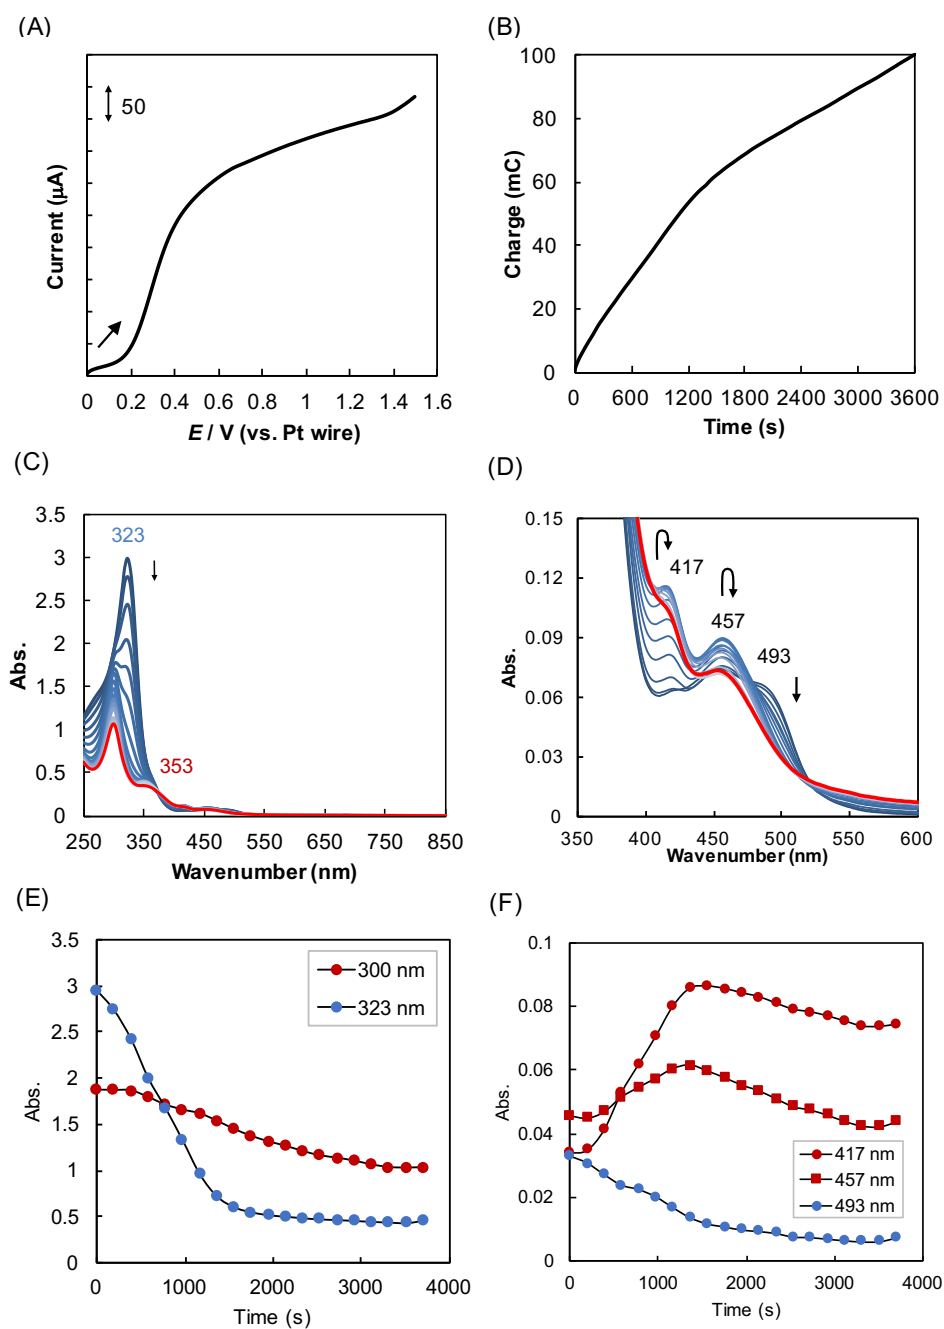 (A)
50
Current (µA)
0 0.2 0.4 0.6 0.8 1 1.2 1.4 1.6
E / V (vs. Pt wire)
(B)
100
80
60
40
20
0
Charge (mC)
0 600 1200 1800 2400 3000 3600
Time (s)
(C)
3.5
3
2.5
2
1.5
1
0.5
0
Abs.
323
353
250 350 450 550 650 750 850
Wavenumber (nm)
(D)
0.15
0.12
0.09
0.06
0.03
0
Abs.
417
457
493
350 400 450 500 550 600
Wavenumber (nm)
(E)
3.5
3
2.5
2
1.5
1
0.5
0
Abs.
300 nm
323 nm
0 1000 2000 3000 4000
Time (s)
(F)
0.1
0.08
0.06
0.04
0.02
0
Abs.
417 nm
457 nm
493 nm
0 1000 2000 3000 4000
Time (s)